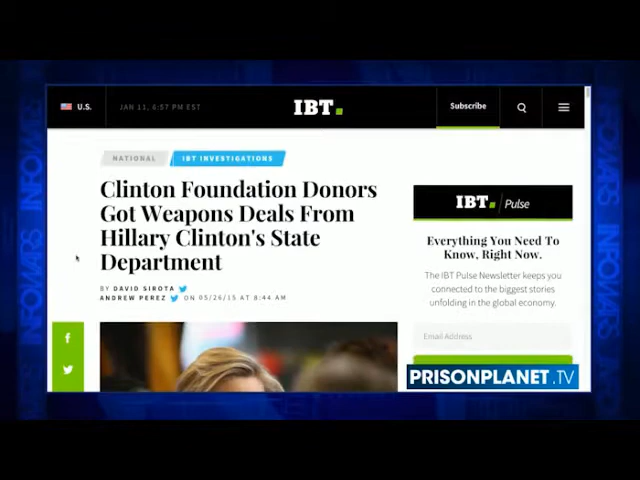 U.S.
JAN 11, 6:57 PM EST
IBT.
Subscribe
NATIONAL
IBT INVESTIGATIONS
Clinton Foundation Donors
Got Weapons Deals From
Hillary Clinton's State
Department
BY DAVID SIROTA
ANDREW PEREZ ON 05/26/15 AT 8:44 AM
IBT. Pulse
Everything You Need To
Know, Right Now.
The IBT Pulse Newsletter keeps you
connected to the biggest stories
unfolding in the global economy.
Email Address
PRISONPLANET.TV
INFOWARS
INFOWARS